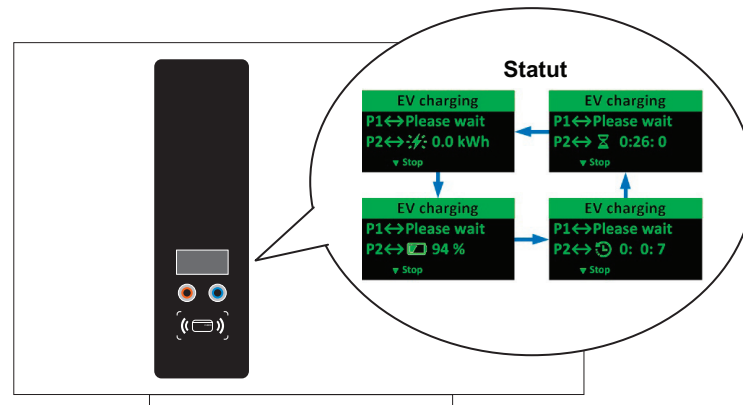 Statut
EV charging
P1↔Please wait
P2↔ 0.0 kWh
▼ Stop
EV charging
P1↔Please wait
P2↔ 0:26: 0
▼ Stop
EV charging
P1↔Please wait
P2↔ 94 %
▼ Stop
EV charging
P1↔Please wait
P2↔ 0: 0: 7
▼ Stop